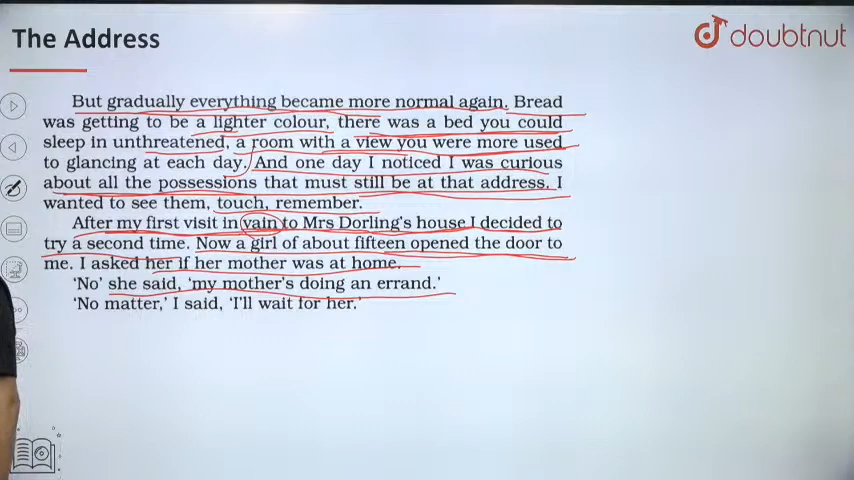 The Address
doubtnut
But gradually everything became more normal again. Bread
was getting to be a lighter colour, there was a bed you could
sleep in unthreatened, a room with a view you were more used
to glancing at each day. And one day I noticed I was curious
about all the possessions that must still be at that address. I
wanted to see them, touch, remember.
After my first visit in vain to Mrs Dorling's house I decided to
try a second time. Now a girl of about fifteen opened the door to
me. I asked her if her mother was at home.
‘No’ she said, ‘my mother's doing an errand.’
‘No matter,’ I said, ‘I'll wait for her.’